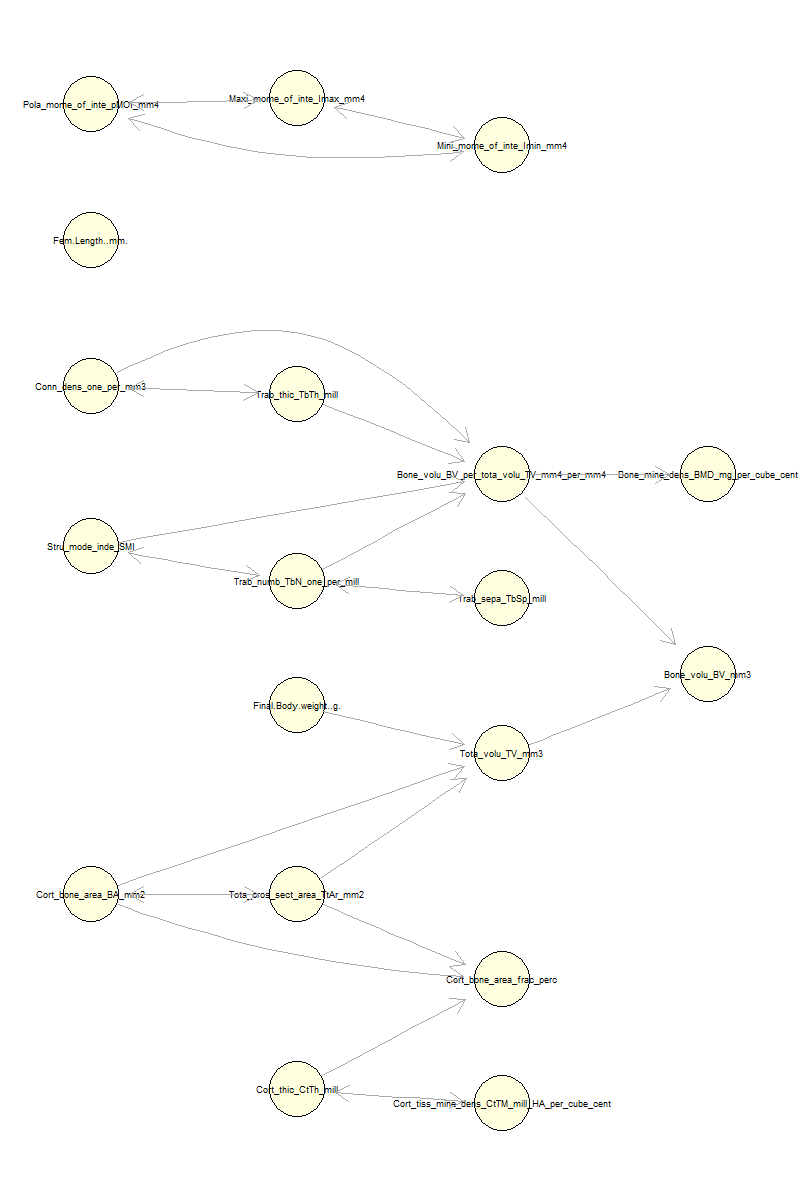 Pola_mome_of_inte_pMOI_mm4
Maxi_mome_of_inte_Imax_mm4
Mini_mome_of_inte_Imin_mm4
Fem.Length..mm.
Conn_dens_one_per_mm3
Trab_thic_TbTh_mill
Bone_volu_BV_per_tota_volu_TV_mm4_per_mm4
Bone_mine_dens_BMD_mg_per_cube_cent
Stru_mode_inde_SMI
Trab_numb_TbN_one_per_mill
Trab_sepa_TbSp_mill
Bone_volu_BV_mm3
Final.Body.weight..g.
Tota_volu_TV_mm3
Cort_bone_area_BA_mm2
Tota_cros_sect_area_TtAr_mm2
Cort_bone_area_frac_perc
Cort_thic_CtTh_mill
Cort_tiss_mine_dens_CtTM_mill_HA_per_cube_cent